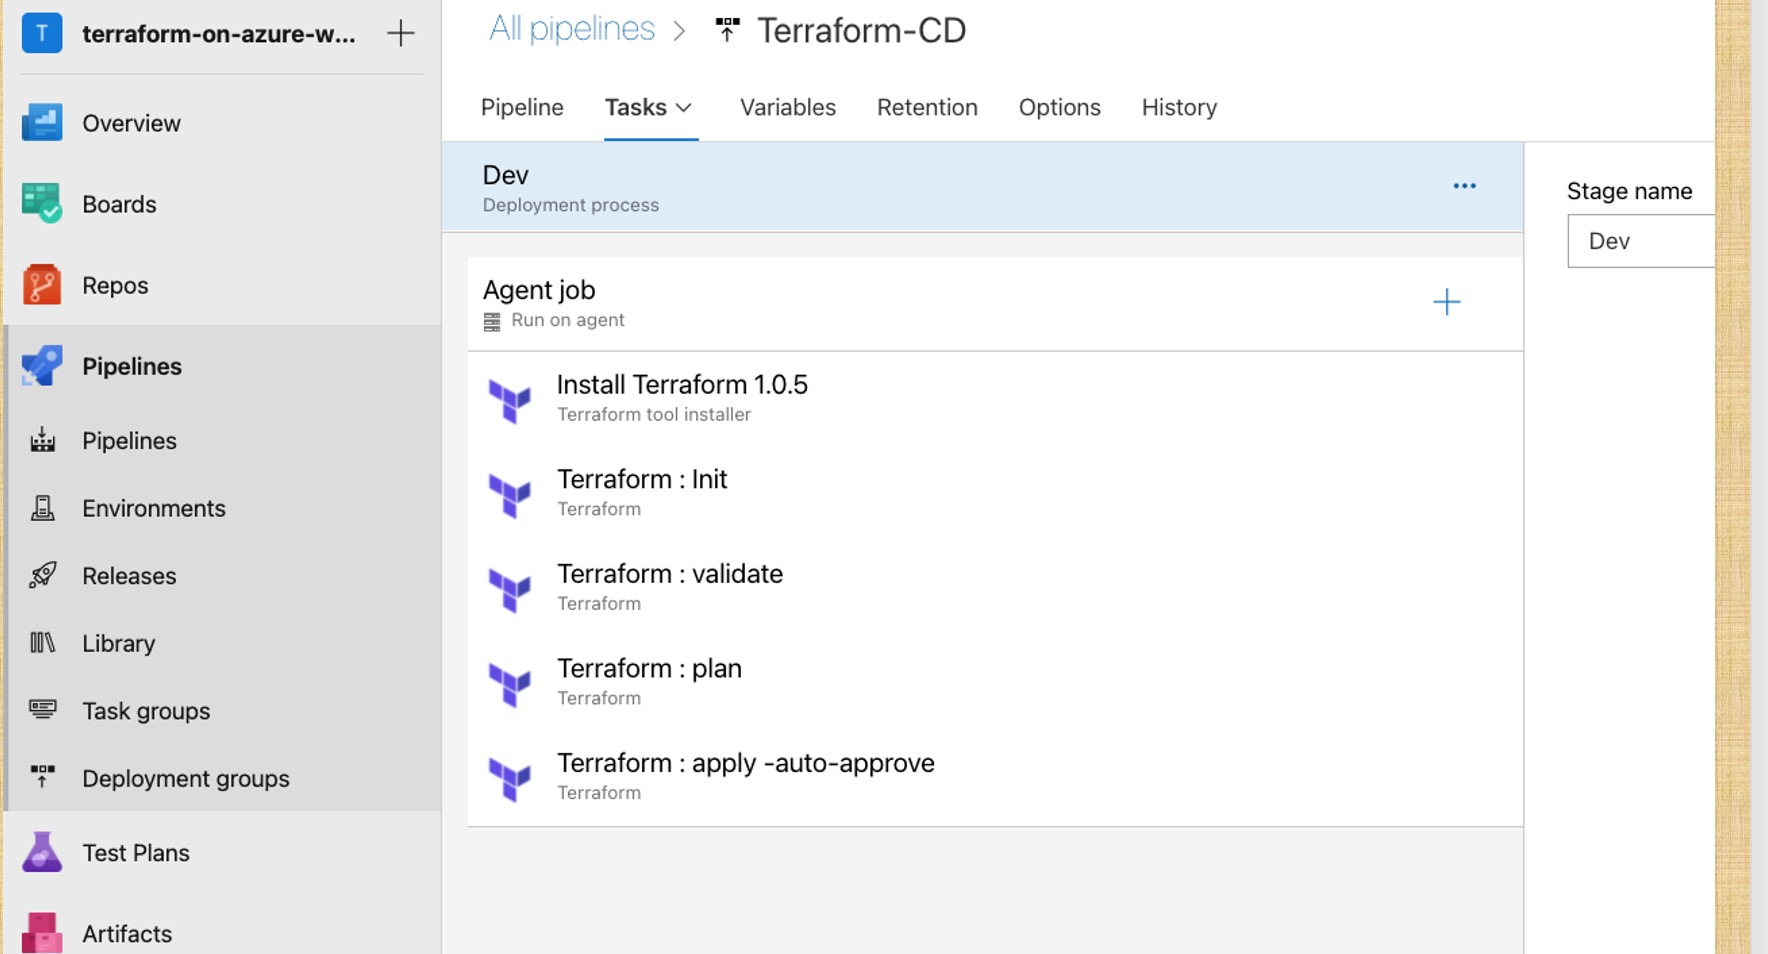 T
terraform-on-azure-w...
Overview
Boards
Repos
Pipelines
Pipelines
Environments
Releases
Library
Task groups
Deployment groups
Test Plans
Artifacts
All pipelines > Terraform-CD
Pipeline Tasks Variables Retention Options History
Dev
Deployment process
Agent job
Run on agent
Install Terraform 1.0.5
Terraform tool installer
Terraform : Init
Terraform
Terraform : validate
Terraform
Terraform : plan
Terraform
Terraform : apply -auto-approve
Terraform
Stage name
Dev